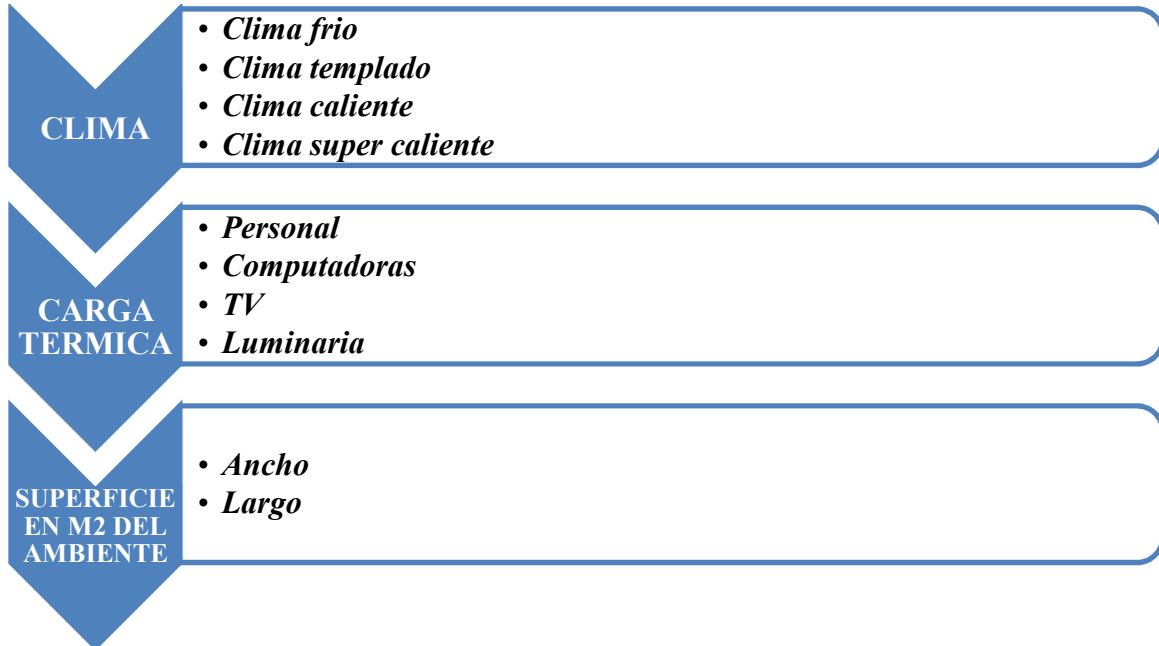 CLIMA
• Clima frio
• Clima templado
• Clima caliente
• Clima super caliente
CARGA
TERMICA
• Personal
• Computadoras
• TV
• Luminaria
SUPERFICIE
EN M2 DEL
AMBIENTE
• Ancho
• Largo